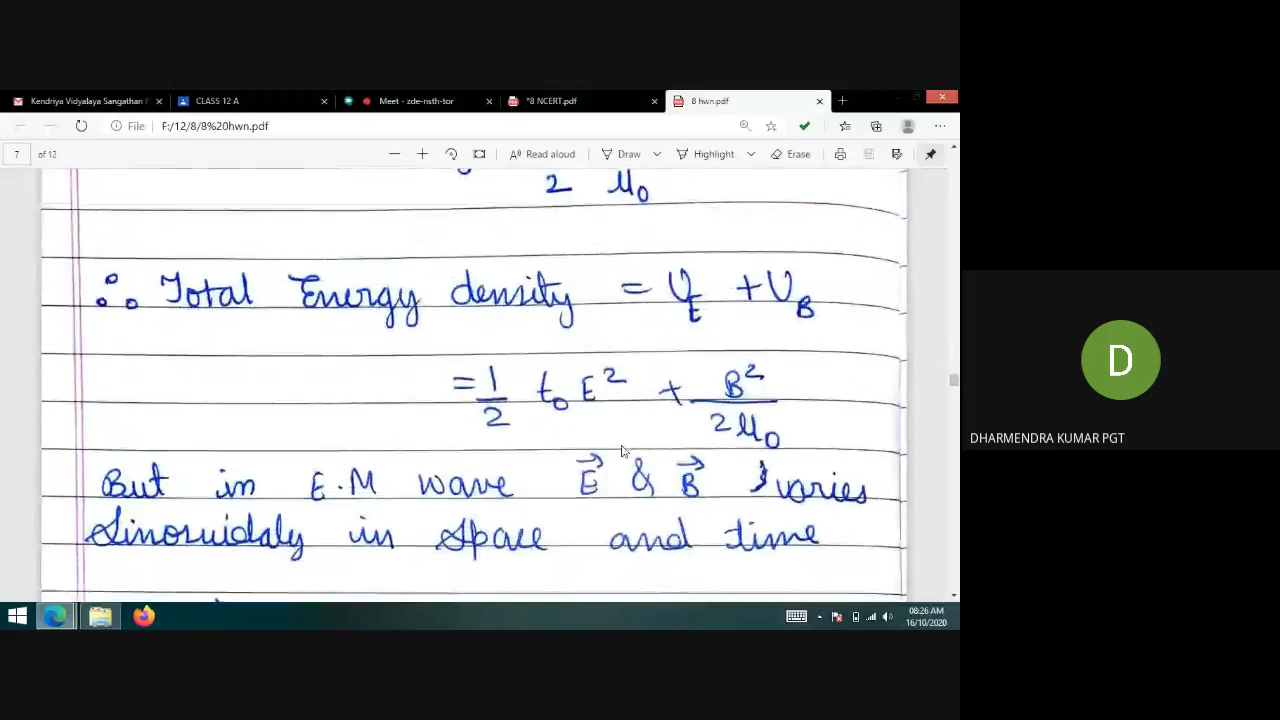 Kendriya Vidyalaya Sangathan
CLASS 12 A
Meet - zde-nsth-tor
*8 NCERT.pdf
8 hwn.pdf
File
F:/12/8/8%20hwn.pdf
7 of 12
Read aloud
Draw
Highlight
Erase
2 μ0
∴ Total Energy density = UE + UB
= 1/2 ϵ0 E² + B²/2μ0
But in E.M wave E⃗ & B⃗ varies
Sinosuidaly in space and time
D
DHARMENDRA KUMAR PGT
08:26 AM
16/10/2020